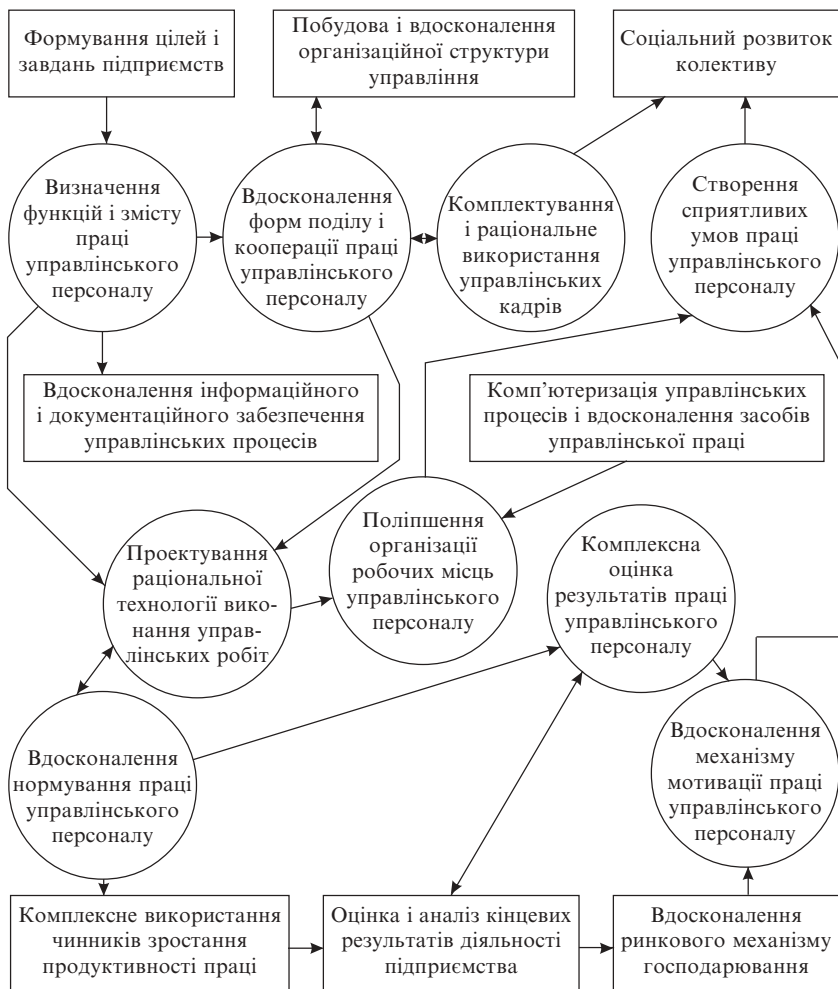 Формування цілей і
завдань підприємств
Побудова і вдосконалення
організаційної структури
управління
Соціальний розвиток
колективу
Визначення
функцій і змісту
праці
управлінського
персоналу
Вдосконалення
форм поділу і
кооперації праці
управлінського
персоналу
Комплектування
і раціональне
використання
управлінських
кадрів
Створення
сприятливих
умов праці
управлінського
персоналу
Вдосконалення інформаційного
і документаційного забезпечення
управлінських процесів
Комп’ютеризація управлінських
процесів і вдосконалення засобів
управлінської праці
Проектування
раціональної
технології вико-
нання управ-
лінських робіт
Поліпшення
організації
робочих місць
управлінського
персоналу
Комплексна
оцінка
результатів праці
управлінського
персоналу
Вдосконалення
нормування праці
управлінського
персоналу
Вдосконалення
механізму
мотивації праці
управлінського
персоналу
Комплексне використання
чинників зростання
продуктивності праці
Оцінка і аналіз кінцевих
результатів діяльності
підприємства
Вдосконалення
ринкового механізму
господарювання